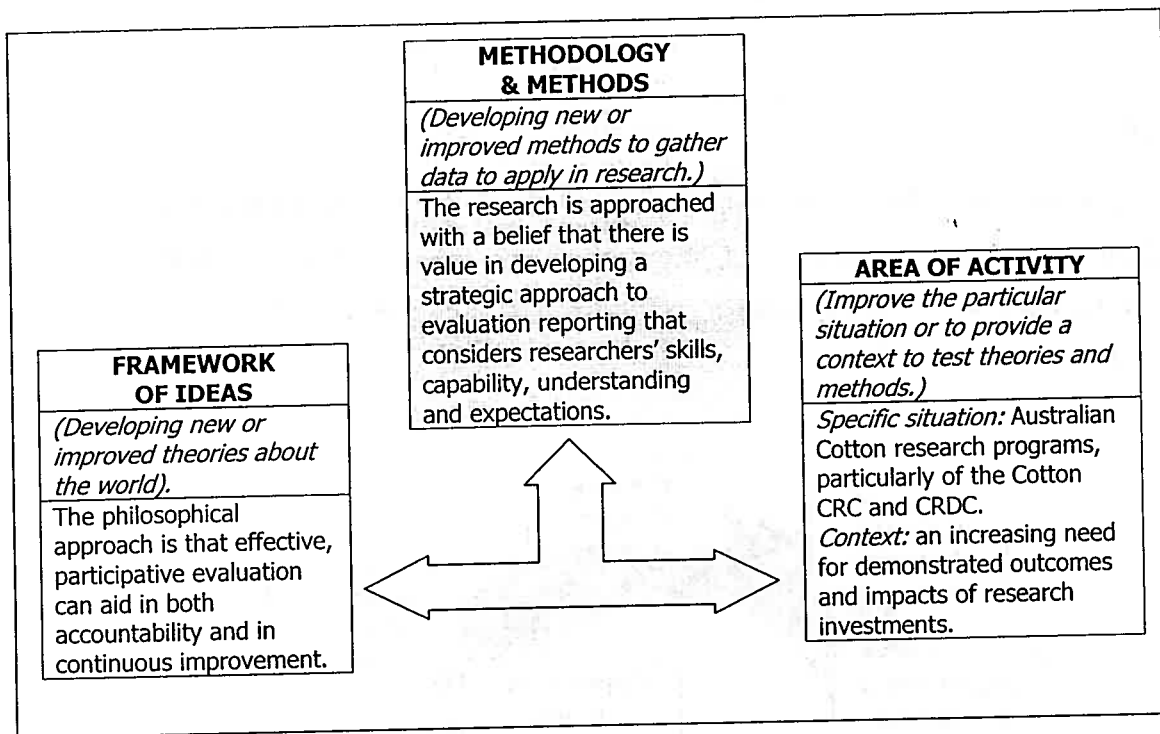 METHODOLOGY
& METHODS
(Developing new or
improved methods to gather
data to apply in research.)
The research is approached
with a belief that there is
value in developing a
strategic approach to
evaluation reporting that
considers researchers' skills,
capability, understanding
and expectations.
FRAMEWORK
OF IDEAS
(Developing new or
improved theories about
the world).
The philosophical
approach is that effective,
participative evaluation
can aid in both
accountability and in
continuous improvement.
AREA OF ACTIVITY
(Improve the particular
situation or to provide a
context to test theories and
methods.)
Specific situation: Australian
Cotton research programs,
particularly of the Cotton
CRC and CRDC.
Context: an increasing need
for demonstrated outcomes
and impacts of research
investments.